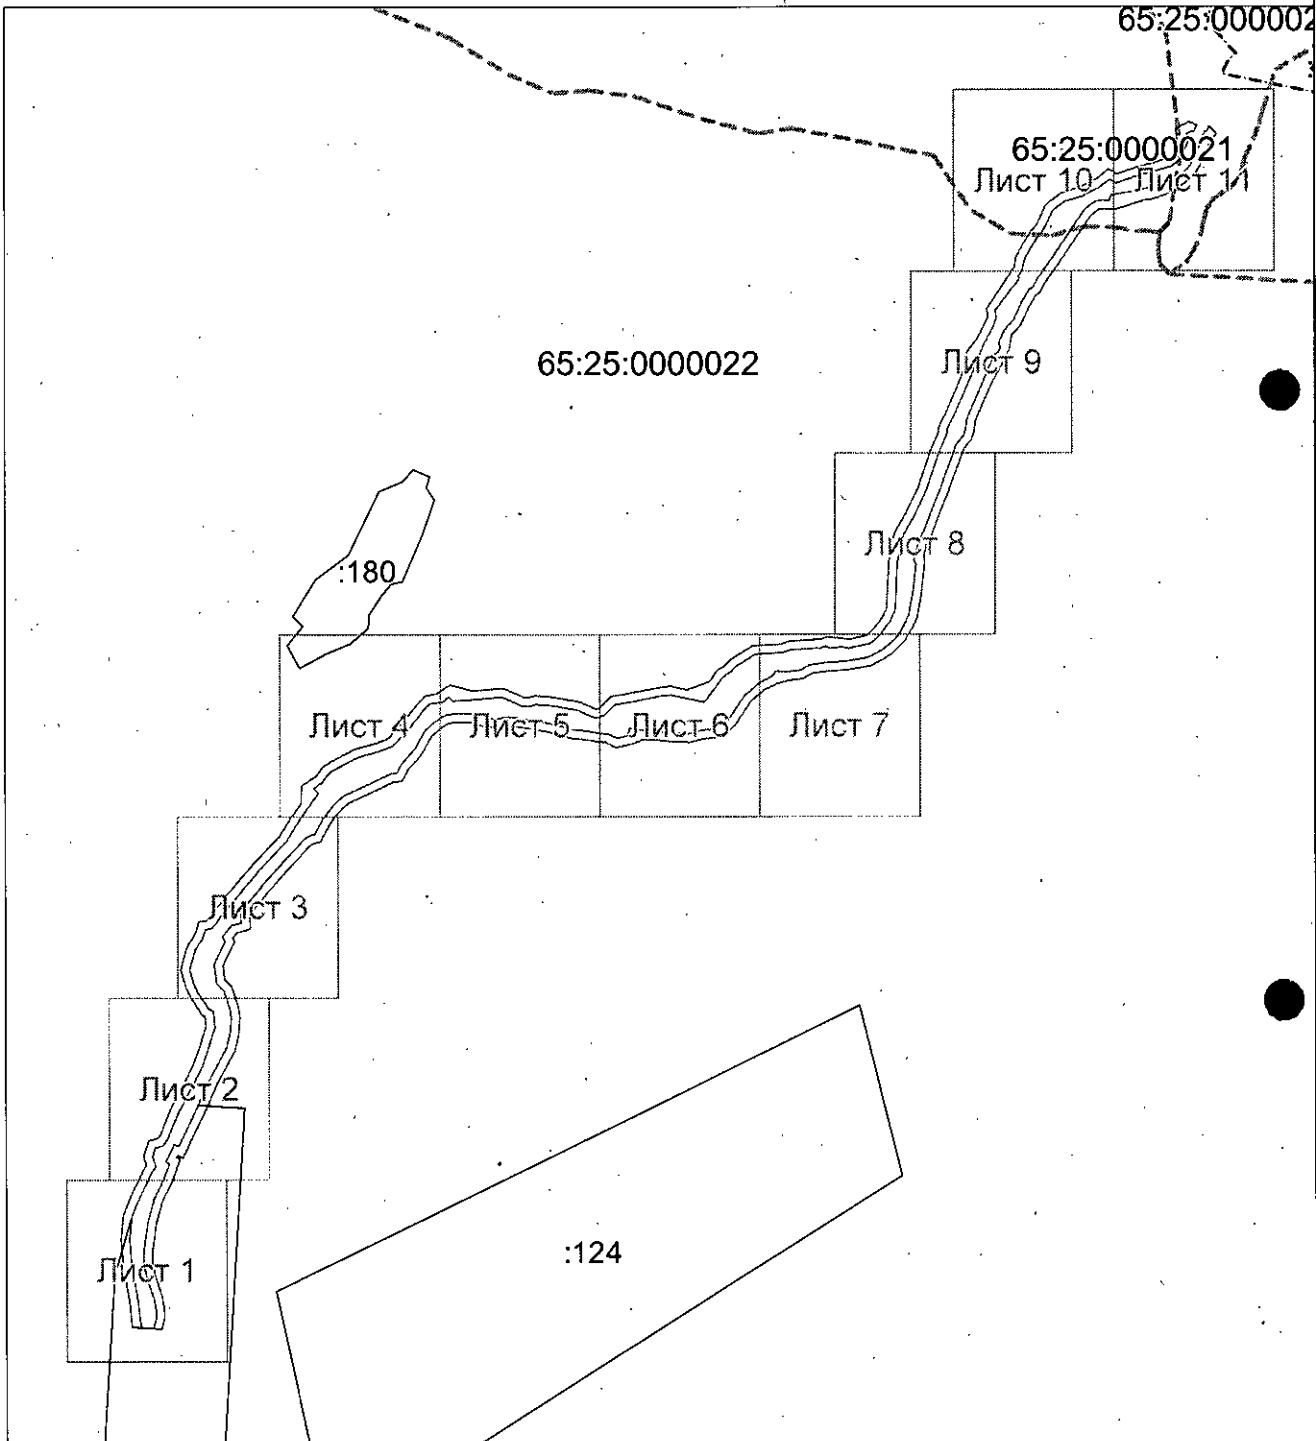 65:25:000002
65:25:0000021
Лист 10
Лист 11
65:25:0000022
Лист 9
Лист 8
:180
Лист 4
Лист 5
Лист 6
Лист 7
Лист 3
Лист 2
:124
Лист 1